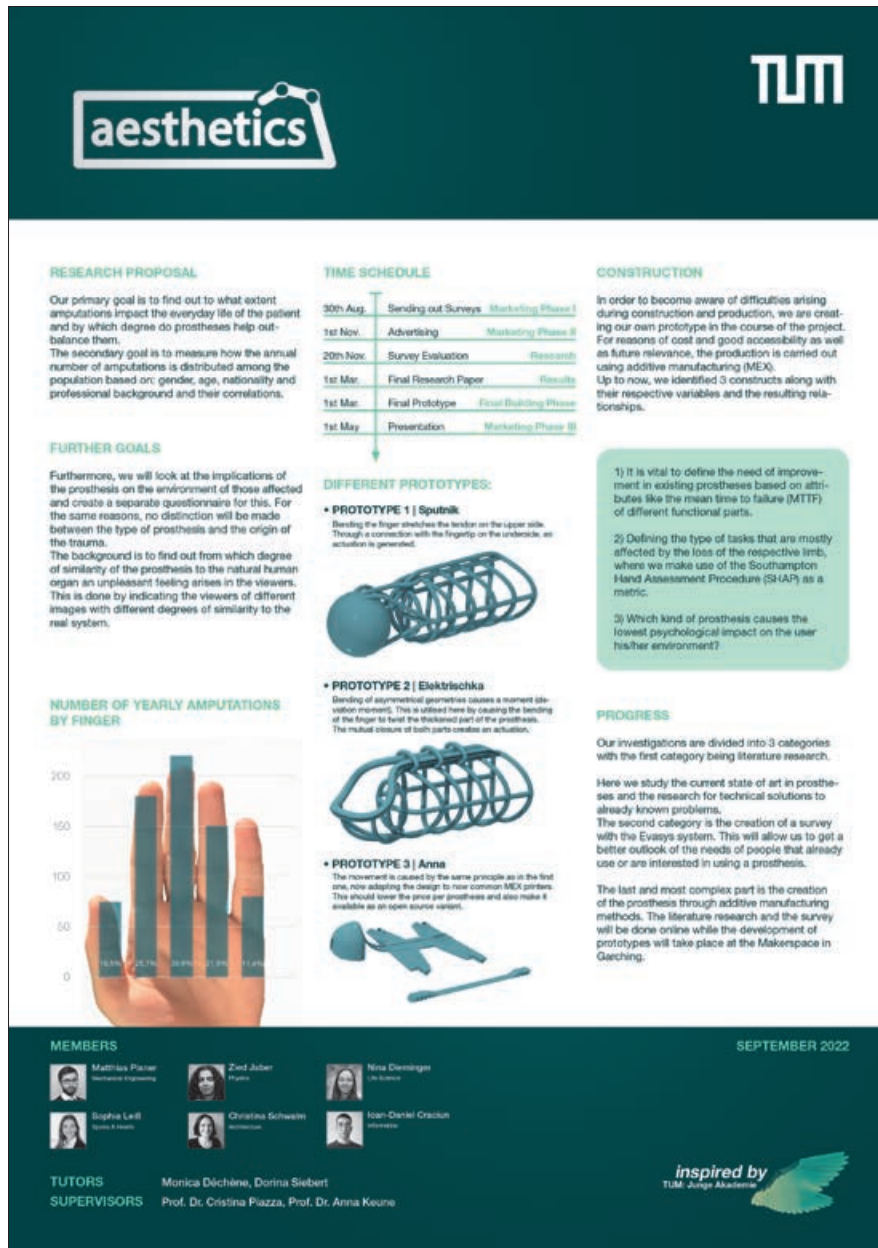 aesthetics
TUM
RESEARCH PROPOSAL
Our primary goal is to find out to what extent
amputations impact the everyday life of the patient
and by which degree do prostheses help out-
balance them.
The secondary goal is to measure how the annual
number of amputations is distributed among the
population based on: gender, age, nationality and
professional background and their correlations.
FURTHER GOALS
Furthermore, we will look at the implications of
the prosthesis on the environment of those affected
and create a separate questionnaire for this. For
the same reasons, no distinction will be made
between the type of prosthesis and the origin of
the trauma.
The background is to find out from which degree
of similarity of the prosthesis to the natural human
organ an unpleasant feeling arises in the viewers.
This is done by indicating the viewers of different
images with different degrees of similarity to the
real system.
NUMBER OF YEARLY AMPUTATIONS
BY FINGER
200
150
100
50
0
TIME SCHEDULE
30th Aug. Sending out Surveys Marketing Phase I
1st Nov. Advertising Marketing Phase II
20th Nov. Survey Evaluation Research
1st Mar. Final Research Paper Results
1st Mar. Final Prototype Final Building Phase
1st May Presentation Marketing Phase III
DIFFERENT PROTOTYPES:
• PROTOTYPE 1 | Sputnik
Bending the finger stretches the tendon on the upper side.
Through a connection with the fingertip on the underside, an
actuation is generated.
• PROTOTYPE 2 | Elektrischka
Bending of asymmetrical geometries causes a moment (de-
viation moment). This is utilised here by causing the bending
of the finger to twist the thickened part of the prosthesis.
The mutual closure of both parts creates an actuation.
• PROTOTYPE 3 | Anna
The movement is caused by the same principle as in the first
one, now adapting the design to now common MEX printers.
This should lower the price per prosthesis and also make it
available as an open source variant.
CONSTRUCTION
In order to become aware of difficulties arising
during construction and production, we are creat-
ing our own prototype in the course of the project.
For reasons of cost and good accessibility as well
as future relevance, the production is carried out
using additive manufacturing (MEX).
Up to now, we identified 3 constructs along with
their respective variables and the resulting rela-
tionships.
1) It is vital to define the need of improve-
ment in existing prostheses based on attri-
butes like the mean time to failure (MTTF)
of different functional parts.
2) Defining the type of tasks that are mostly
affected by the loss of the respective limb,
where we make use of the Southampton
Hand Assessment Procedure (SHAP) as a
metric.
3) Which kind of prosthesis causes the
lowest psychological impact on the user
his/her environment?
PROGRESS
Our investigations are divided into 3 categories
with the first category being literature research.
Here we study the current state of art in prosthe-
ses and the research for technical solutions to
already known problems.
The second category is the creation of a survey
with the Evasys system. This will allow us to get a
better outlook of the needs of people that already
use or are interested in using a prosthesis.
The last and most complex part is the creation
of the prosthesis through additive manufacturing
methods. The literature research and the survey
will be done online while the development of
prototypes will take place at the Makerspace in
Garching.
MEMBERS
Matthias Planer
Mechanical Engineering
Zied Jaber
Physics
Nina Dieminger
Life Science
Sophia Leiß
Sports & Health
Christina Schwalm
Architecture
Ioan-Daniel Craciun
TUTORS Monica Déchène, Dorina Siebert
SUPERVISORS Prof. Dr. Cristina Piazza, Prof. Dr. Anna Keune
SEPTEMBER 2022
inspired by
TUM: Junge Akademie